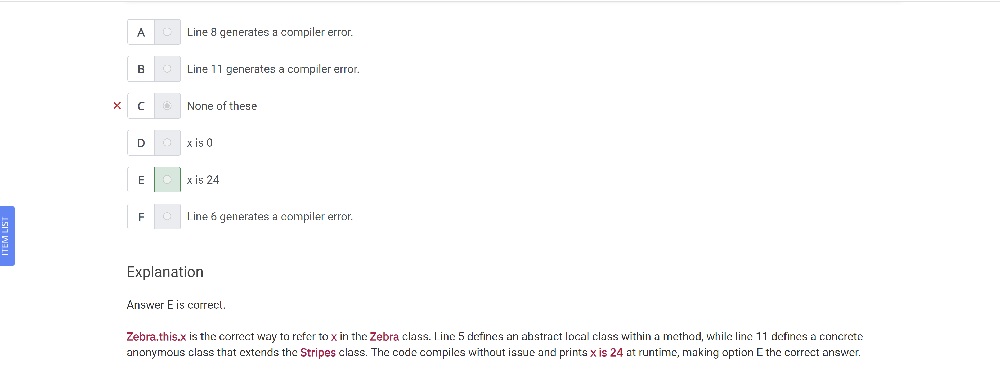 A Line 8 generates a compiler error.
B Line 11 generates a compiler error.
C None of these
D x is 0
E x is 24
F Line 6 generates a compiler error.
ITEM LIST
Explanation
Answer E is correct.
Zebra.this.x is the correct way to refer to x in the Zebra class. Line 5 defines an abstract local class within a method, while line 11 defines a concrete
anonymous class that extends the Stripes class. The code compiles without issue and prints x is 24 at runtime, making option E the correct answer.